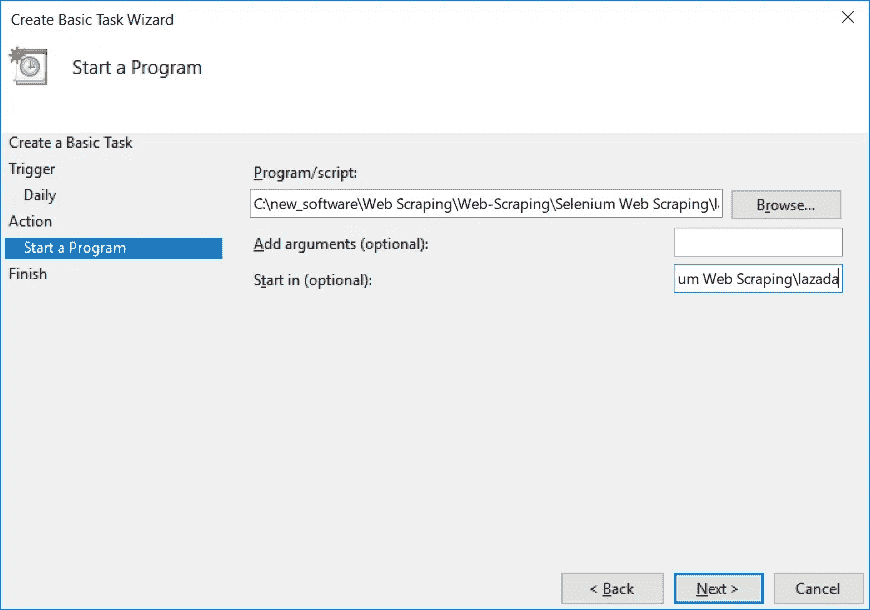 Create Basic Task Wizard
Start a Program
Create a Basic Task
Trigger
Daily
Action
Start a Program
Finish
Program/script:
C:\new_software\Web Scraping\Web-Scraping\Selenium Web Scraping\l
Browse...
Add arguments (optional):
Start in (optional):
um Web Scraping\lazada
< Back
Next >
Cancel